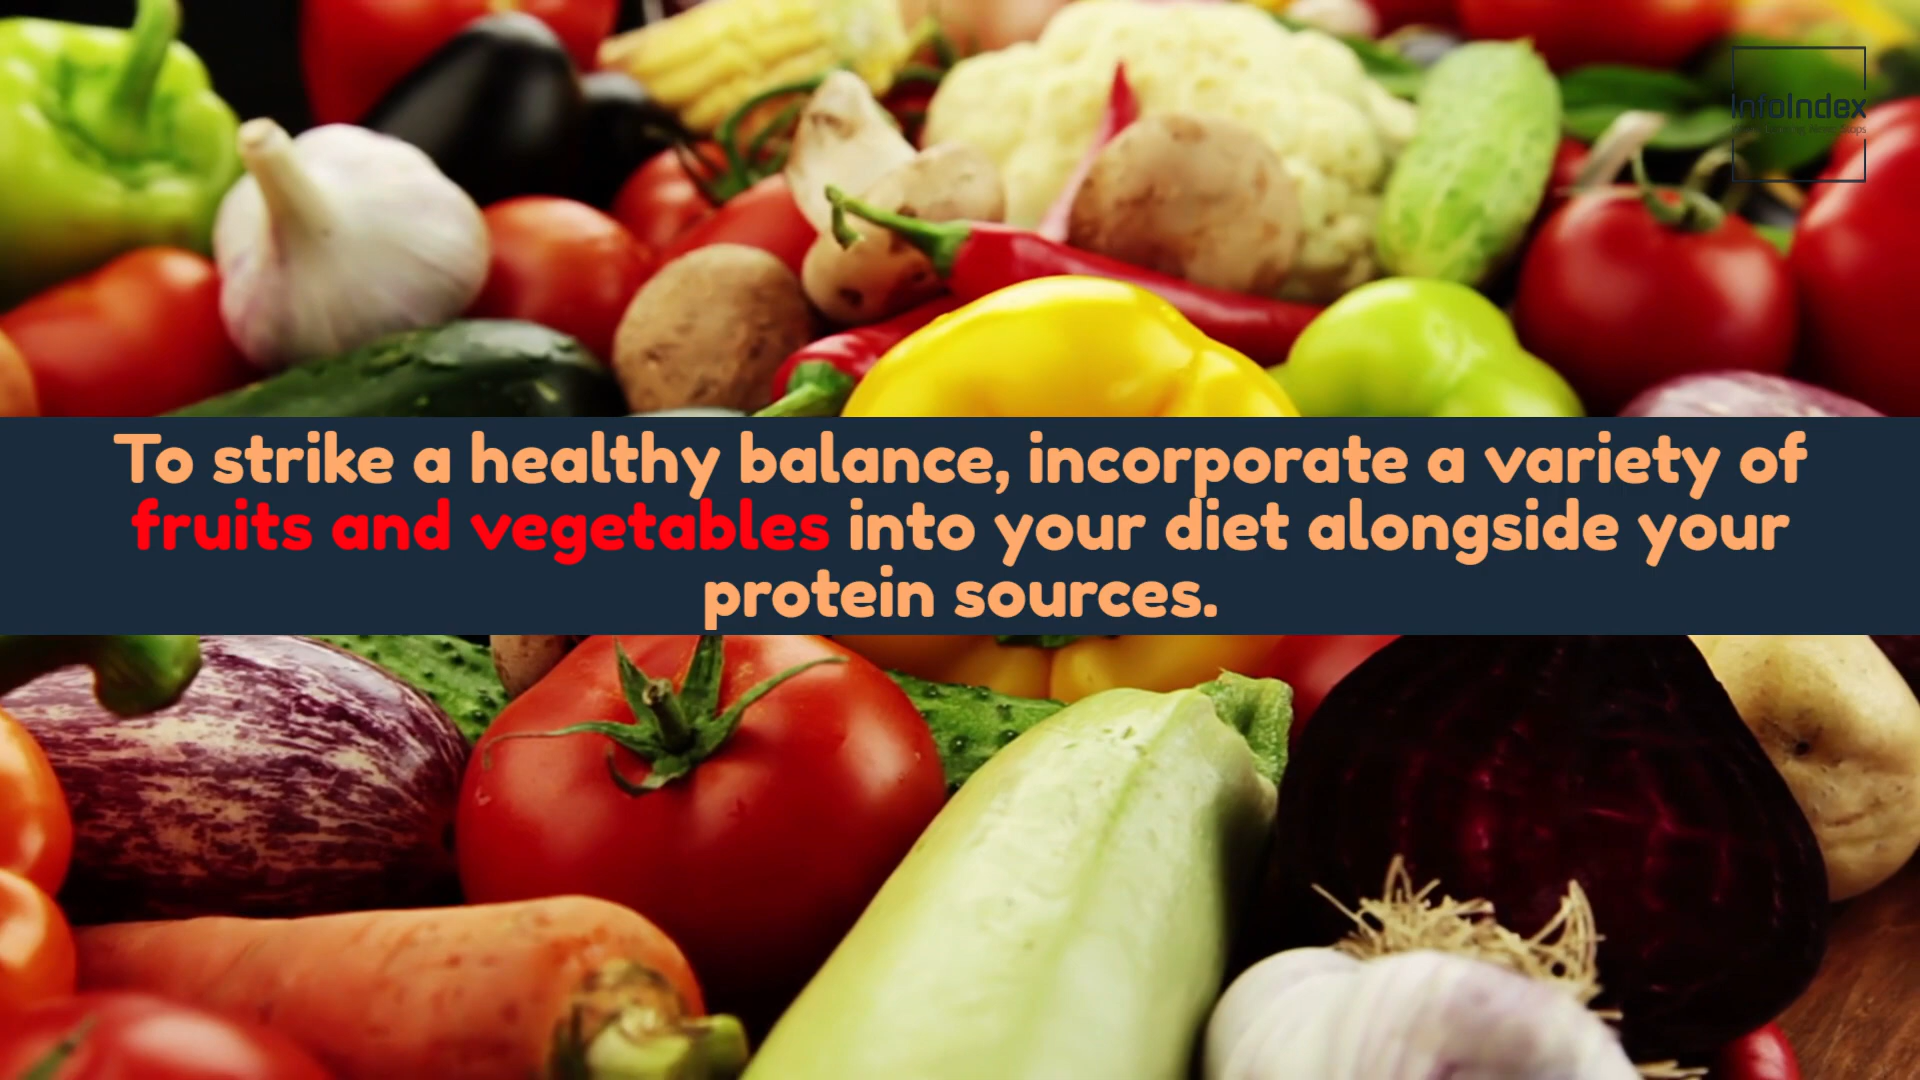 InfoIndex
To strike a healthy balance, incorporate a variety of
fruits and vegetables into your diet alongside your
protein sources.